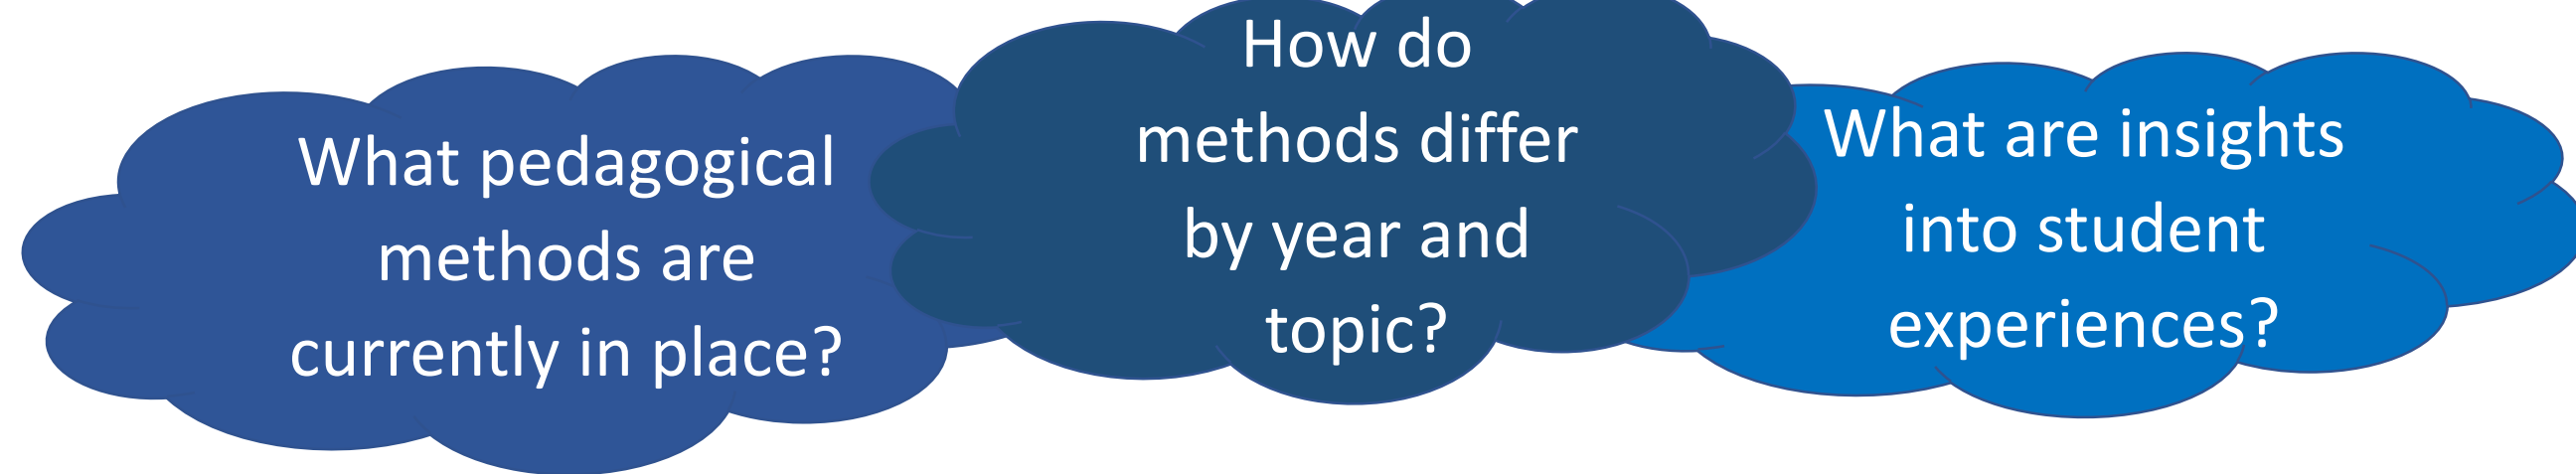 What pedagogical
methods are
currently in place?
How do
methods differ
by year and
topic?
What are insights
into student
experiences?